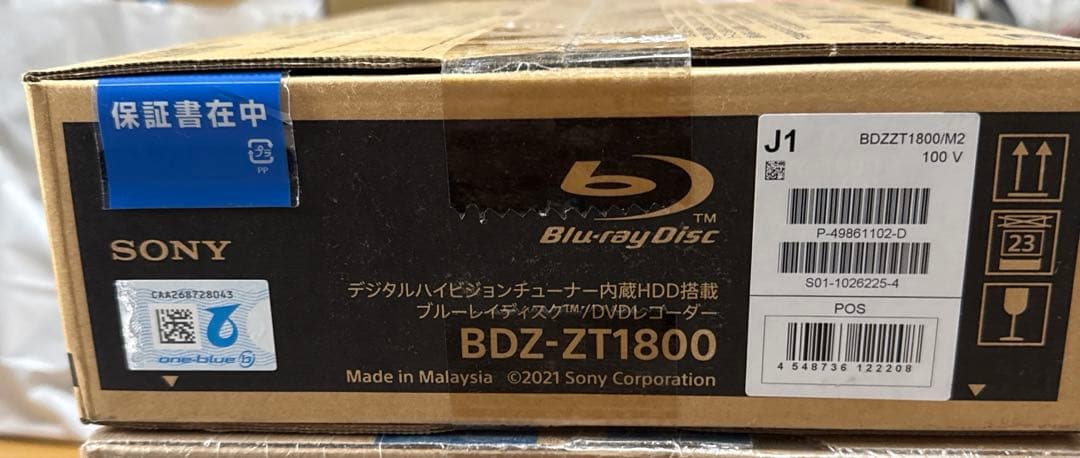 保証書在中
プラ
PP
SONY
CAA268728043
one-blue
Blu-ray Disc™
デジタルハイビジョンチューナー内蔵HDD搭載
ブルーレイディスク™/DVDレコーダー
BDZ-ZT1800
Made in Malaysia ©2021 Sony Corporation
J1
BDZZT1800/M2
100 V
P-49861102-D
S01-1026225-4
POS
4 548736 122208
23